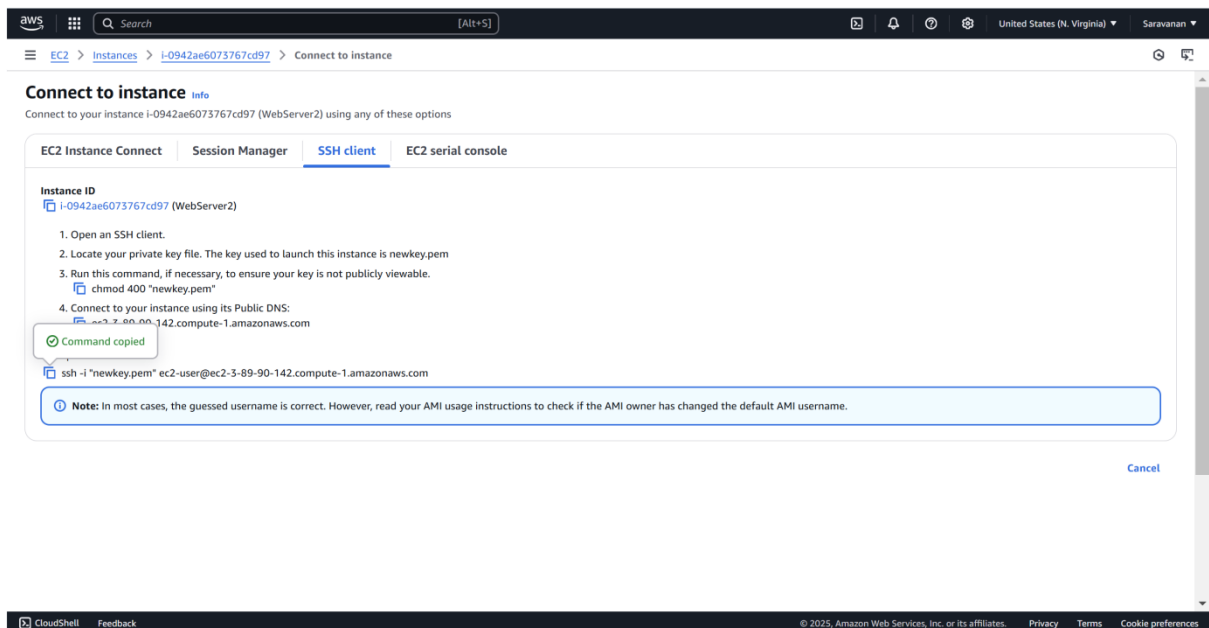 aws Search [Alt+S] United States (N. Virginia) Saravanan
EC2 > Instances > i-0942ae6073767cd97 > Connect to instance
Connect to instance Info
Connect to your instance i-0942ae6073767cd97 (WebServer2) using any of these options
EC2 Instance Connect Session Manager SSH client EC2 serial console
Instance ID
i-0942ae6073767cd97 (WebServer2)
1. Open an SSH client.
2. Locate your private key file. The key used to launch this instance is newkey.pem
3. Run this command, if necessary, to ensure your key is not publicly viewable.
chmod 400 "newkey.pem"
4. Connect to your instance using its Public DNS:
142.compute-1.amazonaws.com
Command copied
ssh -i "newkey.pem" ec2-user@ec2-3-89-90-142.compute-1.amazonaws.com
Note: In most cases, the guessed username is correct. However, read your AMI usage instructions to check if the AMI owner has changed the default AMI username.
Cancel
CloudShell Feedback © 2025, Amazon Web Services, Inc. or its affiliates. Privacy Terms Cookie preferences